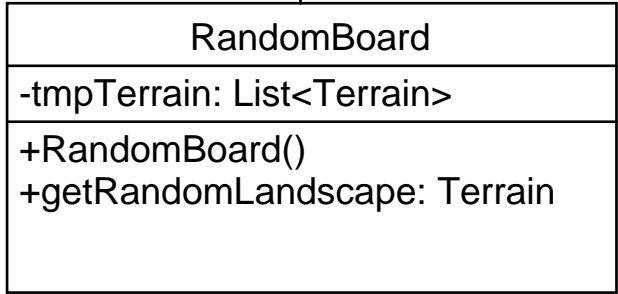 RandomBoard
-tmpTerrain: List<Terrain>
+RandomBoard()
+getRandomLandscape: Terrain